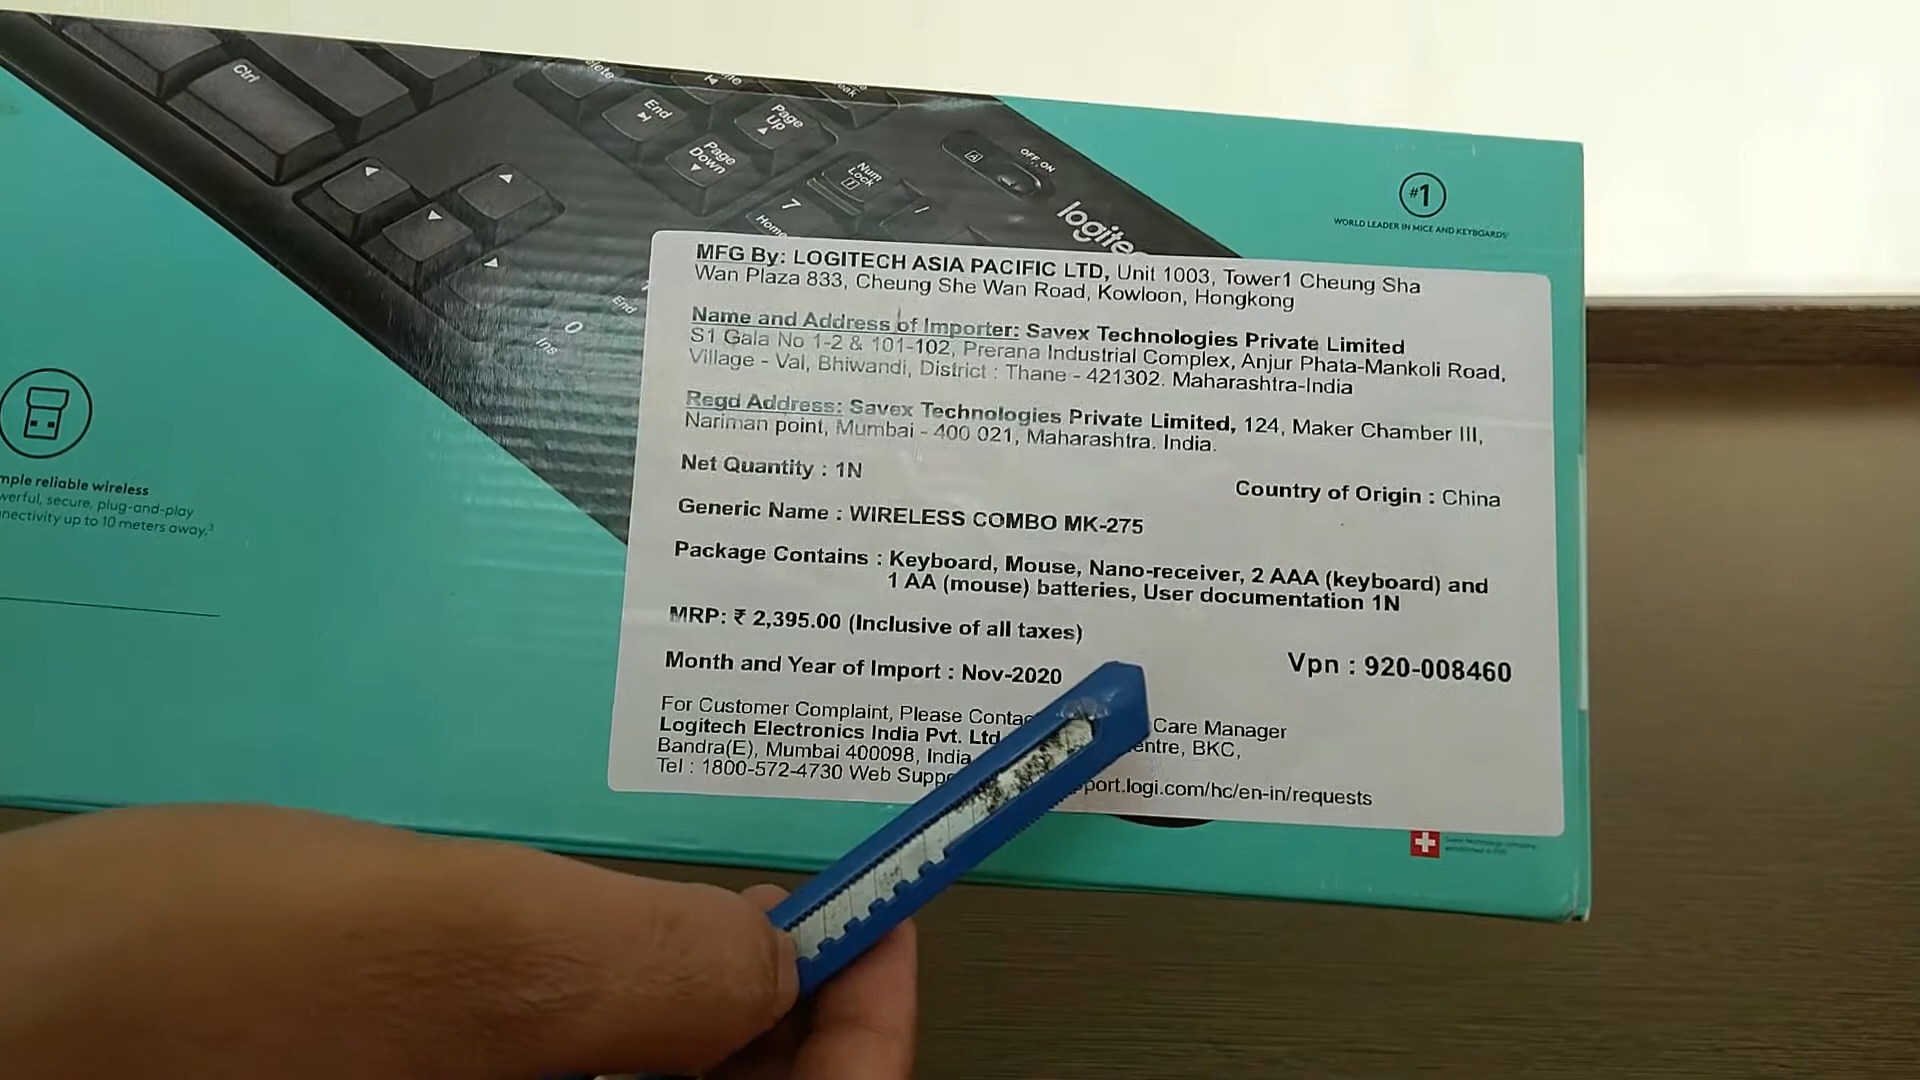 Ctrl
End
Page
Up
Page
Down
Num
Lock
7
Home
/
0
Ins
End
OFF ON
A
#1
WORLD LEADER IN MICE AND KEYBOARDS
reliable wireless
secure, plug-and-play
up to 10 meters away.
MFG By: LOGITECH ASIA PACIFIC LTD, Unit 1003, Tower1 Cheung Sha
Wan Plaza 833, Cheung She Wan Road, Kowloon, Hongkong
Name and Address of Importer: Savex Technologies Private Limited
S1 Gala No 1-2 & 101-102, Prerana Industrial Complex, Anjur Phata-Mankoli Road,
Village - Val, Bhiwandi, District : Thane - 421302. Maharashtra-India
Regd Address: Savex Technologies Private Limited, 124, Maker Chamber III,
Nariman point, Mumbai - 400 021, Maharashtra. India.
Net Quantity : 1N
Country of Origin : China
Generic Name : WIRELESS COMBO MK-275
Package Contains : Keyboard, Mouse, Nano-receiver, 2 AAA (keyboard) and
1 AA (mouse) batteries, User documentation 1N
MRP: ₹ 2,395.00 (Inclusive of all taxes)
Month and Year of Import : Nov-2020
Vpn : 920-008460
For Customer Complaint, Please Care Manager
Logitech Electronics India Pvt. Ltd
Bandra(E), Mumbai 400098, India BKC,
Tel : 1800-572-4730 Web port.logi.com/hc/en-in/requests